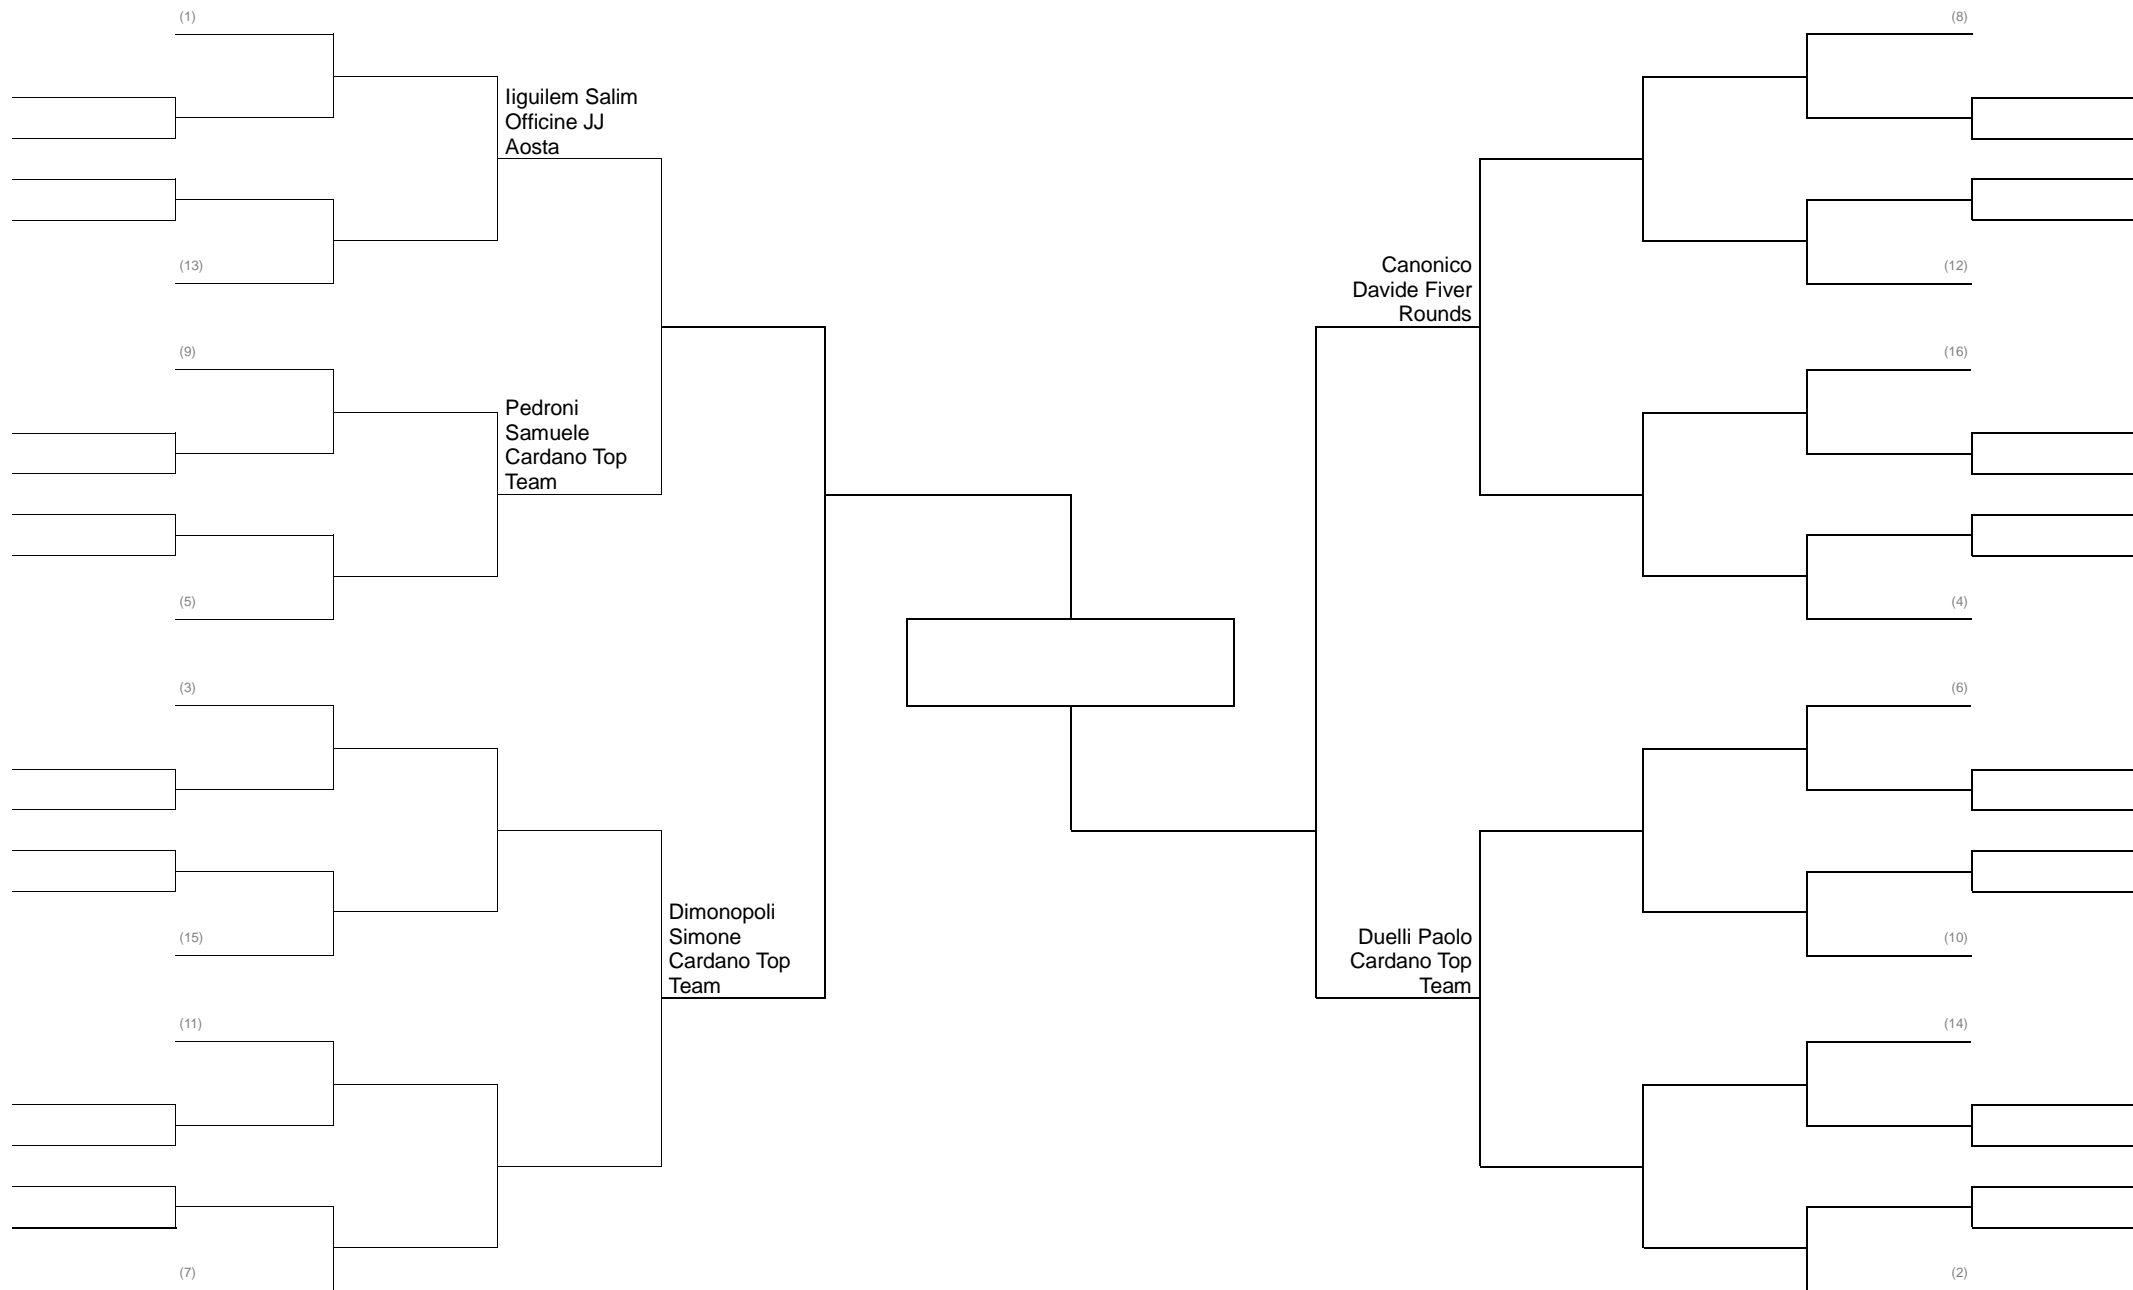 (1)
(8)
Iiguilem Salim
Officine JJ
Aosta
(13)
(12)
Canonico
Davide Fiver
Rounds
(9)
(16)
Pedroni
Samuele
Cardano Top
Team
(5)
(4)
(3)
(6)
Dimonopoli
Simone
Cardano Top
Team
Duelli Paolo
Cardano Top
Team
(15)
(10)
(11)
(14)
(7)
(2)